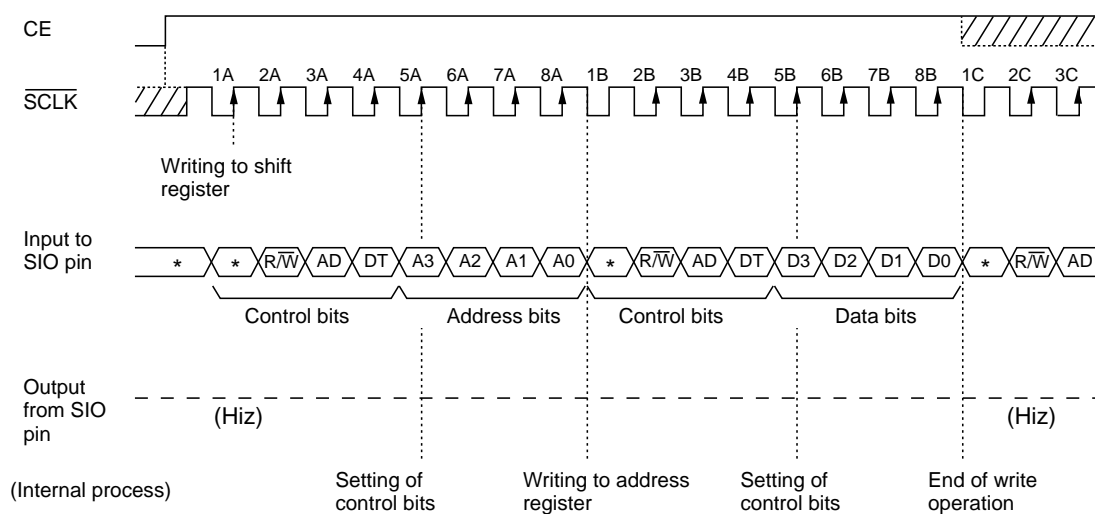 CE
1A 2A 3A 4A 5A 6A 7A 8A 1B 2B 3B 4B 5B 6B 7B 8B 1C 2C 3C
SCLK
Writing to shift
register
Input to
SIO pin
* * R/W AD DT A3 A2 A1 A0 * R/W AD DT D3 D2 D1 D0 * R/W AD
Control bits Address bits Control bits Data bits
Output
from SIO
pin
(Hiz) (Hiz)
(Internal process)
Setting of
control bits
Writing to address
register
Setting of
control bits
End of write
operation